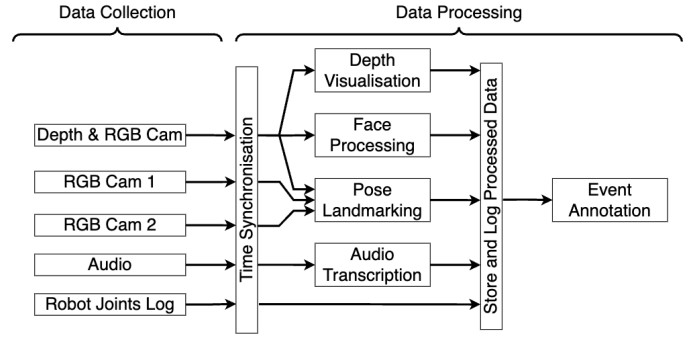 Data Collection
Data Processing
Depth & RGB Cam
RGB Cam 1
RGB Cam 2
Audio
Robot Joints Log
Time Synchronisation
Depth
Visualisation
Face
Processing
Pose
Landmarking
Audio
Transcription
Store and Log Processed Data
Event
Annotation